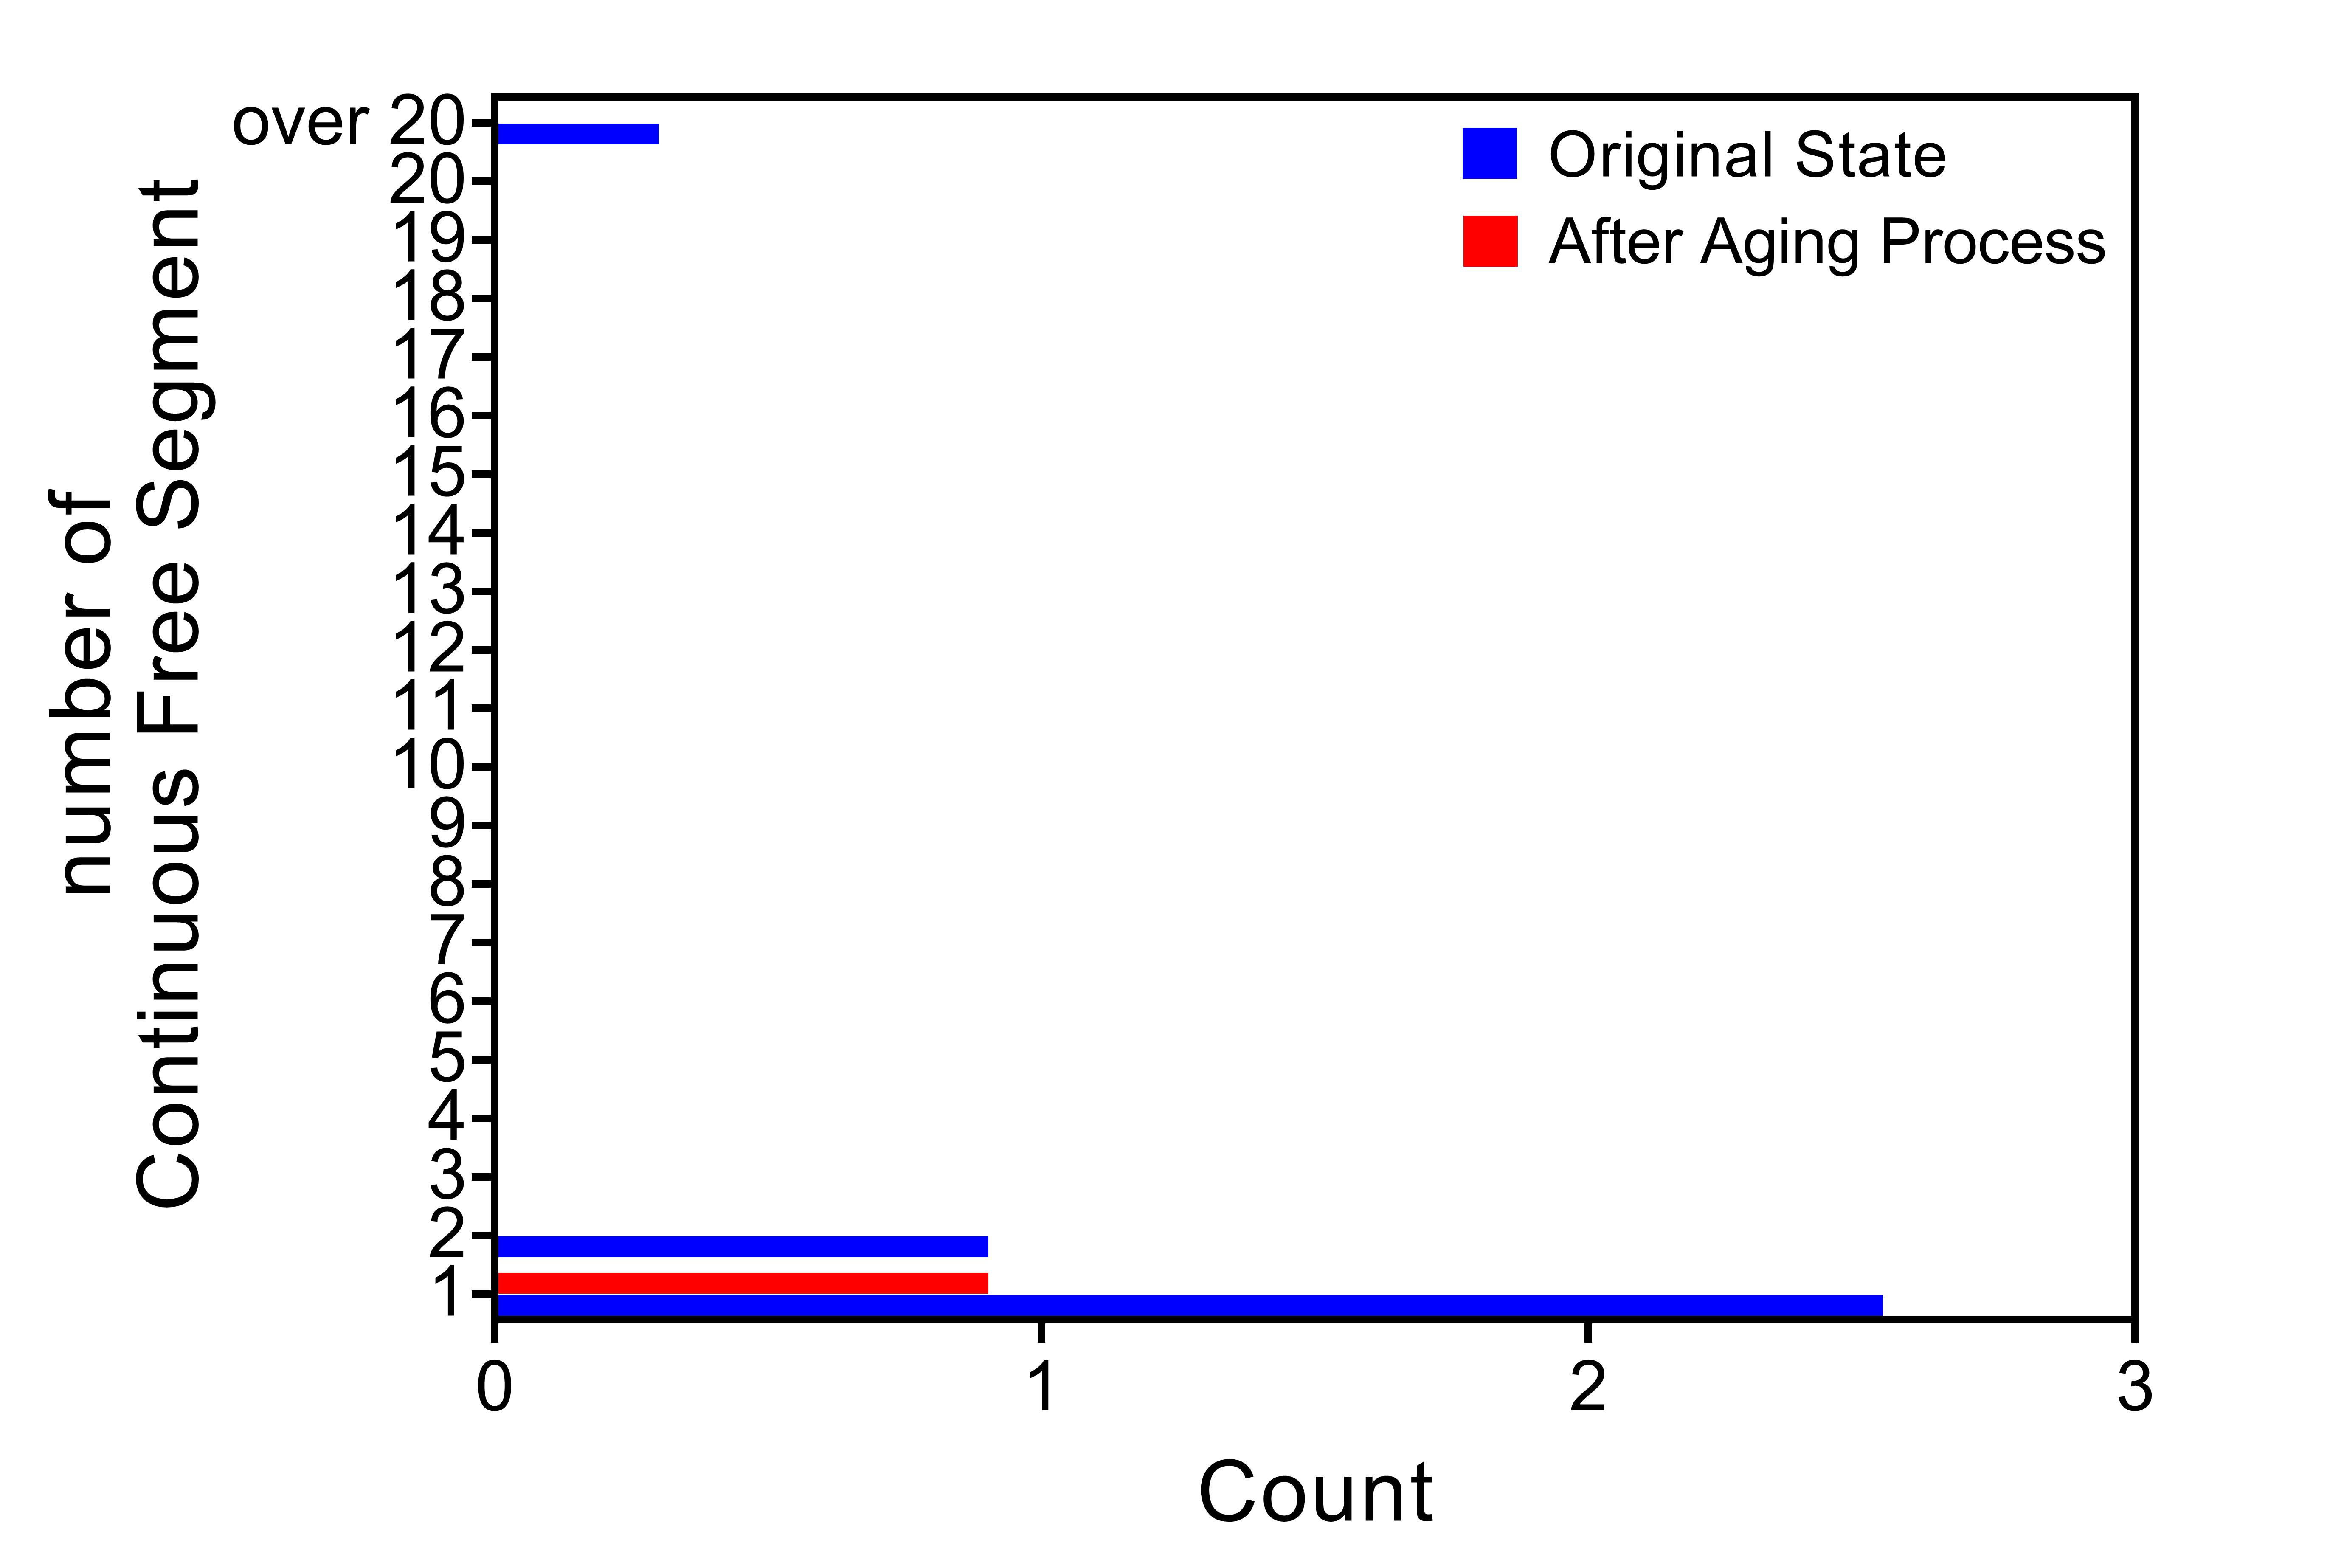 number of
Continuous Free Segment
over 20
20
19
18
17
16
15
14
13
12
11
10
9
8
7
6
5
4
3
2
1
Original State
After Aging Process
0 1 2 3
Count